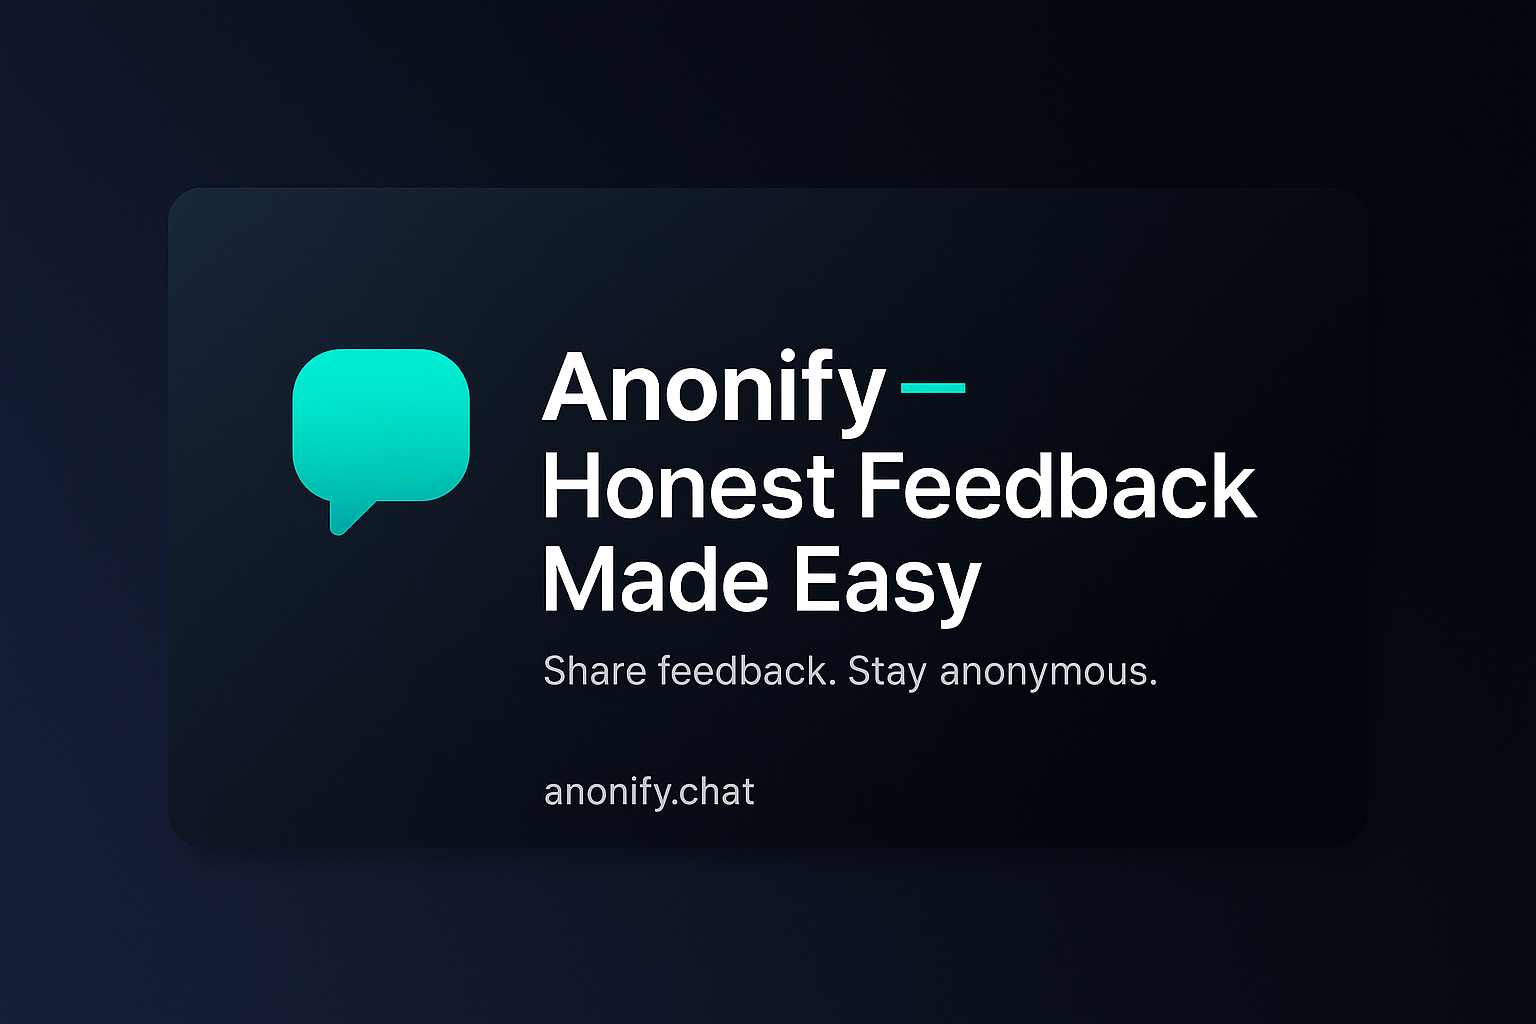 Anonify —
Honest Feedback
Made Easy
Share feedback. Stay anonymous.
anonify.chat